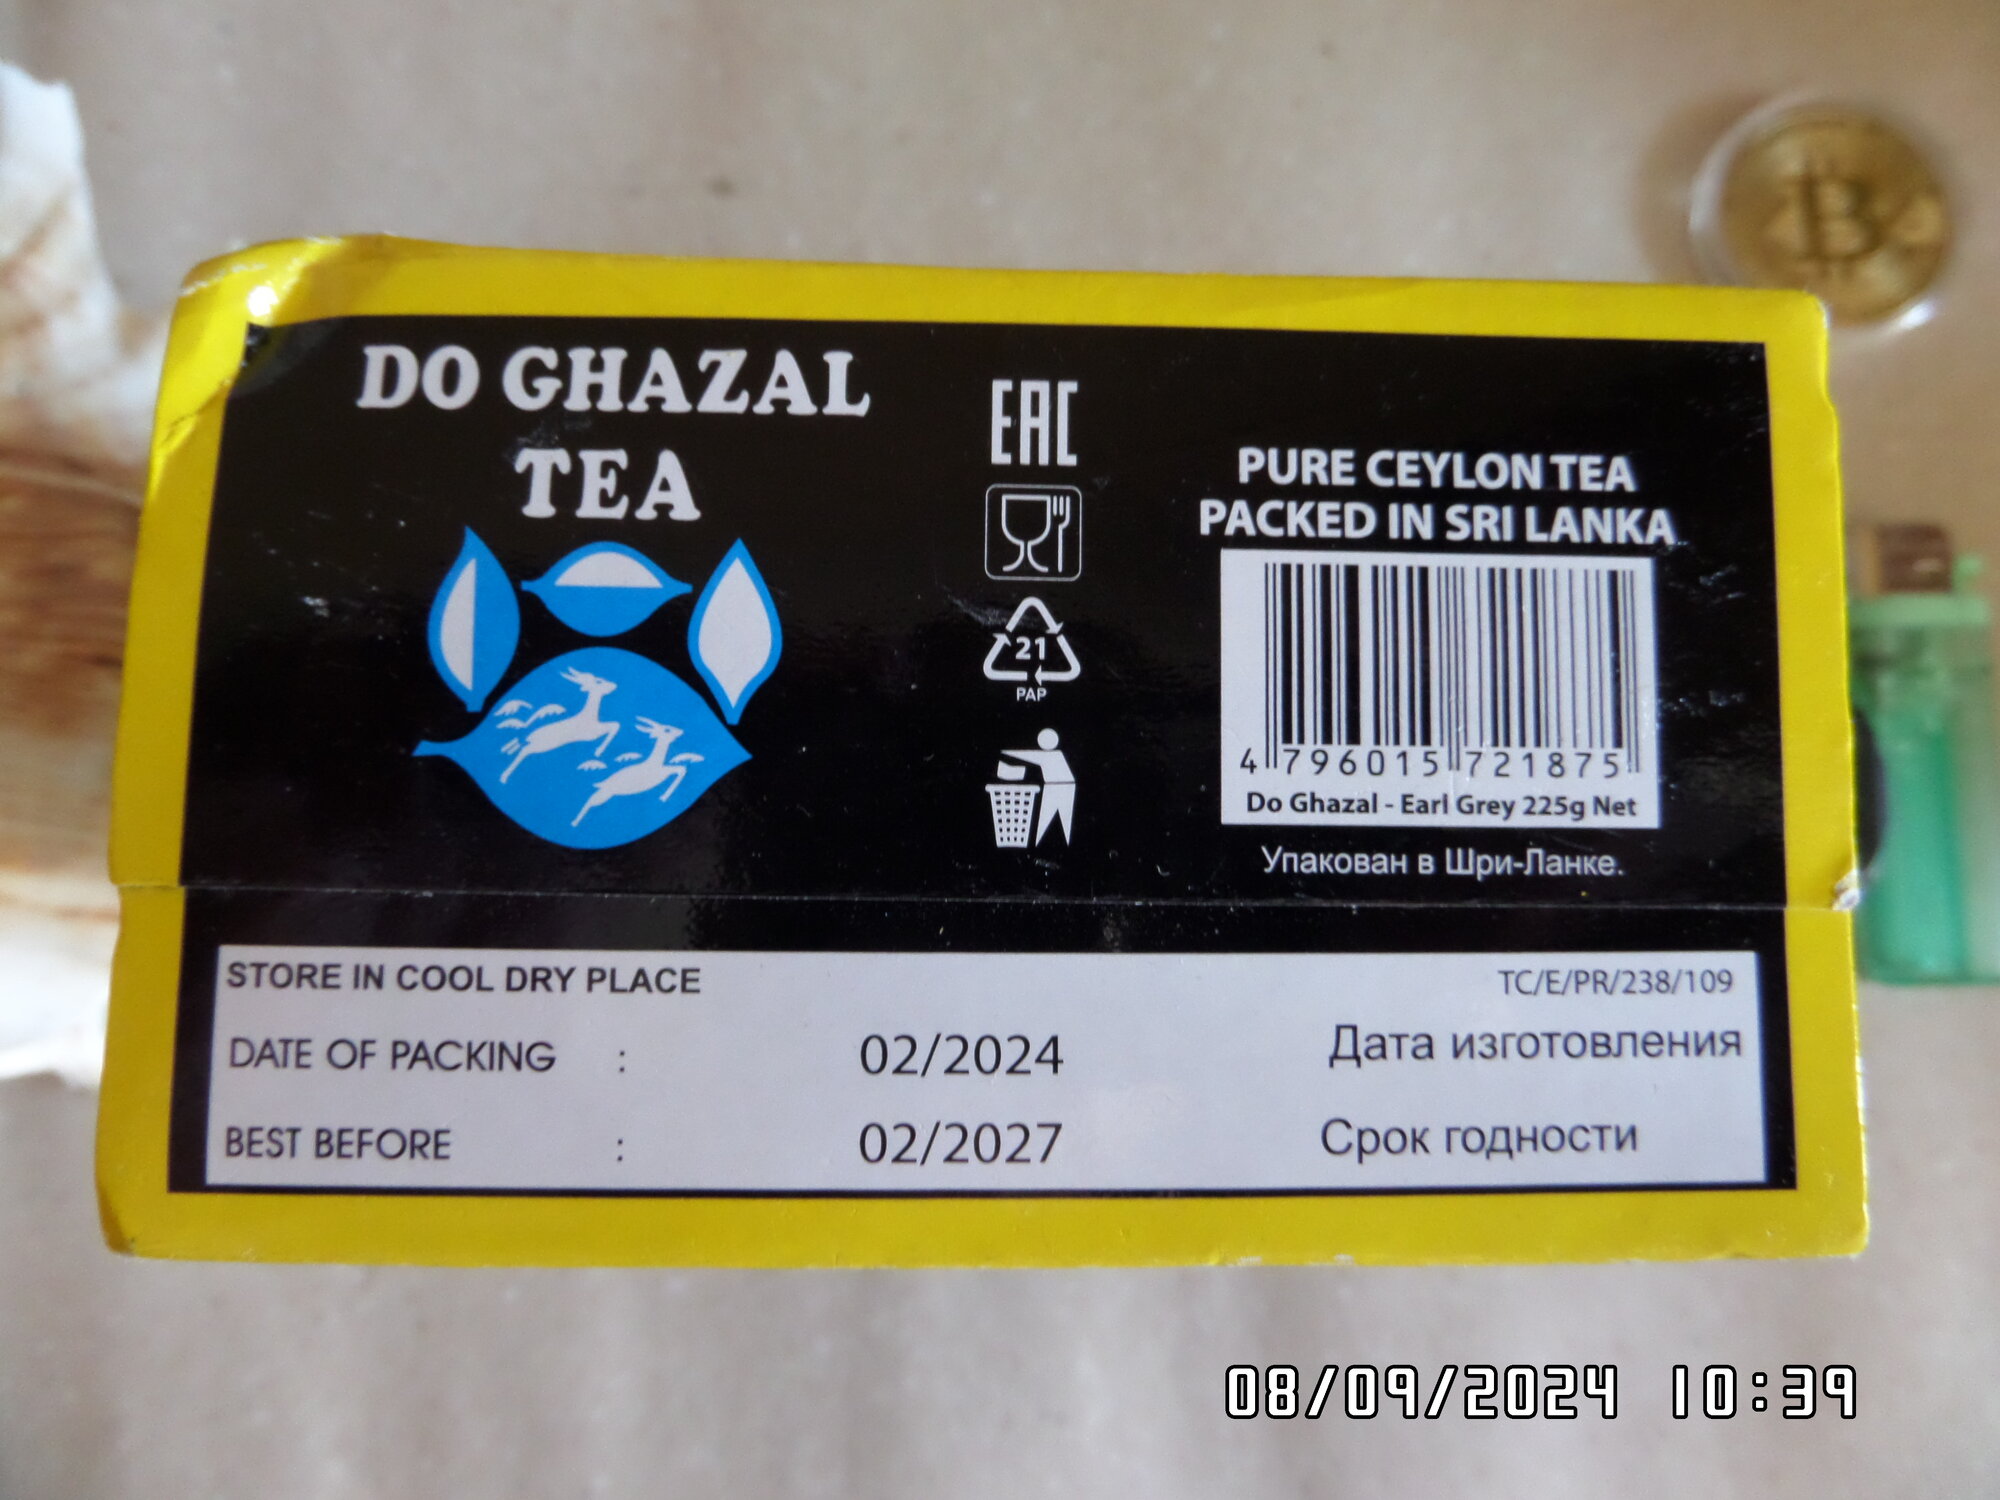 DO GHAZAL
TEA
EAC
21
PAP
PURE CEYLON TEA
PACKED IN SRI LANKA
4 796015 721875
Do Ghazal - Earl Grey 225g Net
Упакован в Шри-Ланке.
STORE IN COOL DRY PLACE
TC/E/PR/238/109
DATE OF PACKING : 02/2024 Дата изготовления
BEST BEFORE : 02/2027 Срок годности
08/09/2024 10:39